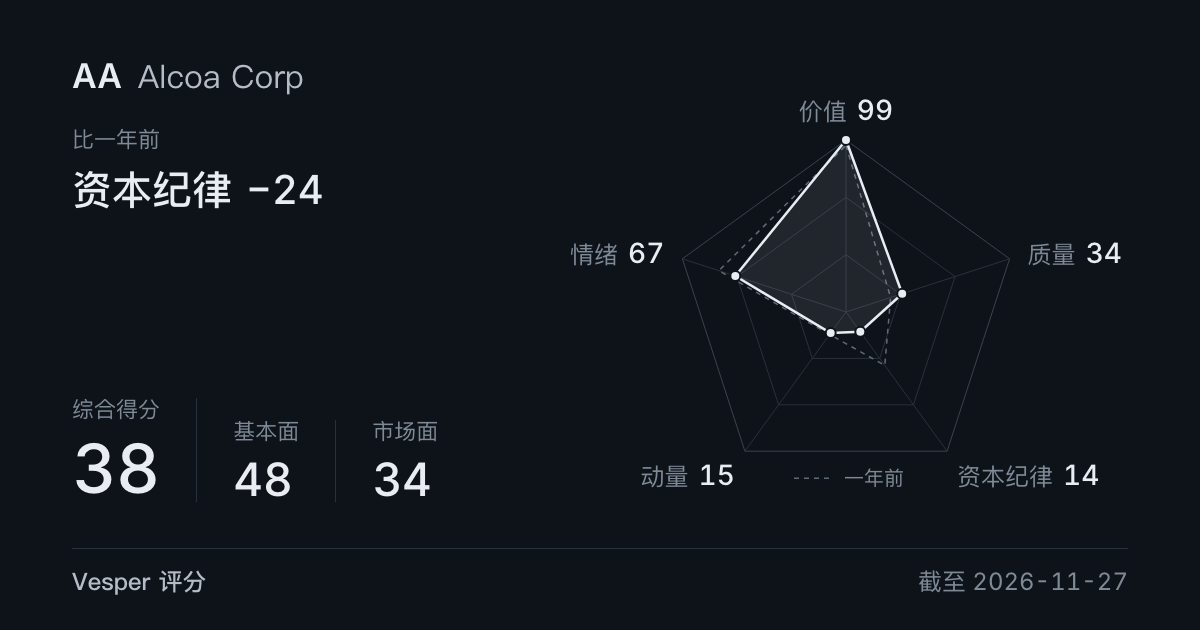 AA Alcoa Corp
比一年前
资本纪律 −24
价值 99
情绪 67
质量 34
动量 15
---- 一年前
资本纪律 14
综合得分
38
基本面
48
市场面
34
Vesper 评分
截至 2026-11-27